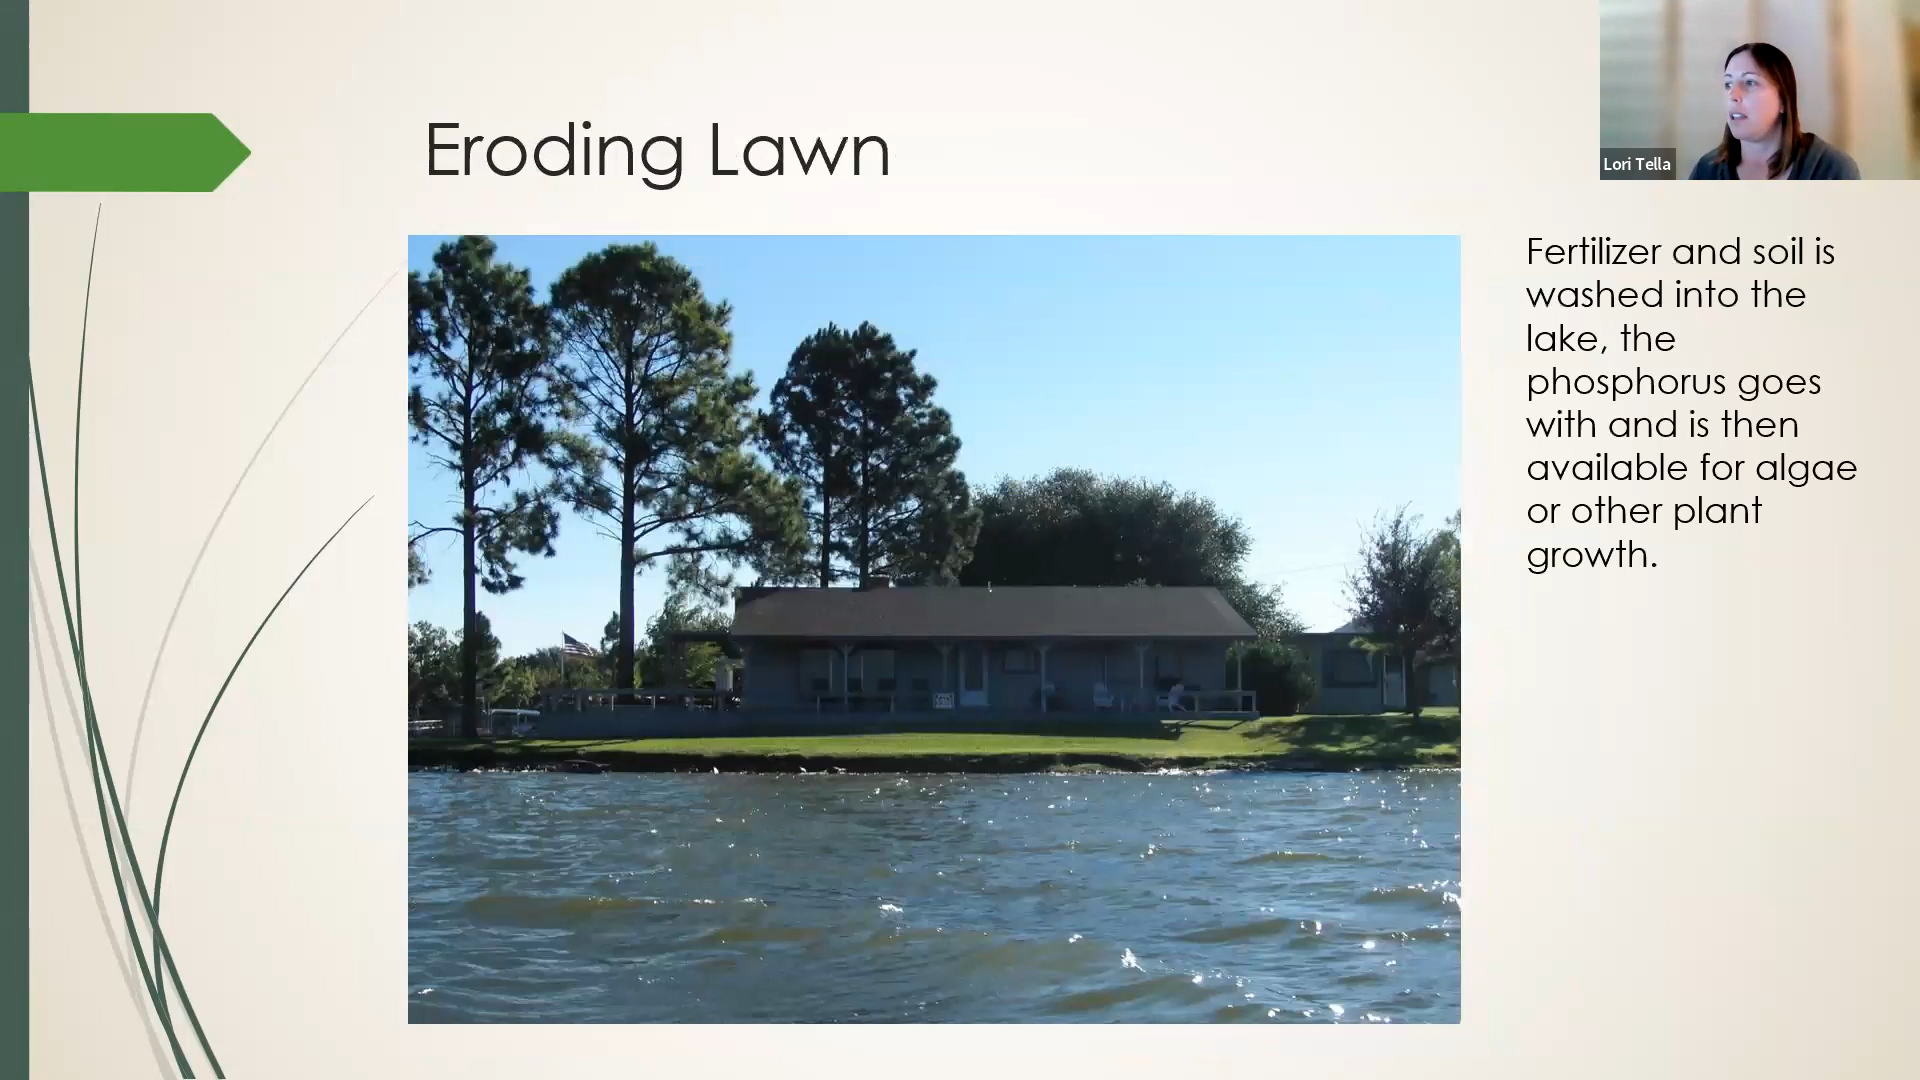 Eroding Lawn
Lori Tella
Fertilizer and soil is
washed into the
lake, the
phosphorus goes
with and is then
available for algae
or other plant
growth.